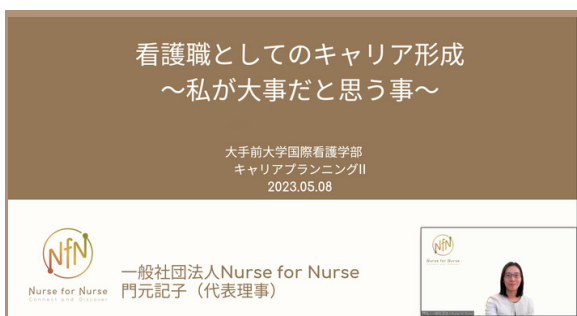 看護職としてのキャリア形成
～私が大事だと思う事～
大手前大学国際看護学部
キャリアプランニングII
2023.05.08
NfN
Nurse for Nurse
Connect and Discover
一般社団法人Nurse for Nurse
門元記子（代表理事）
NfN
Nurse for Nurse